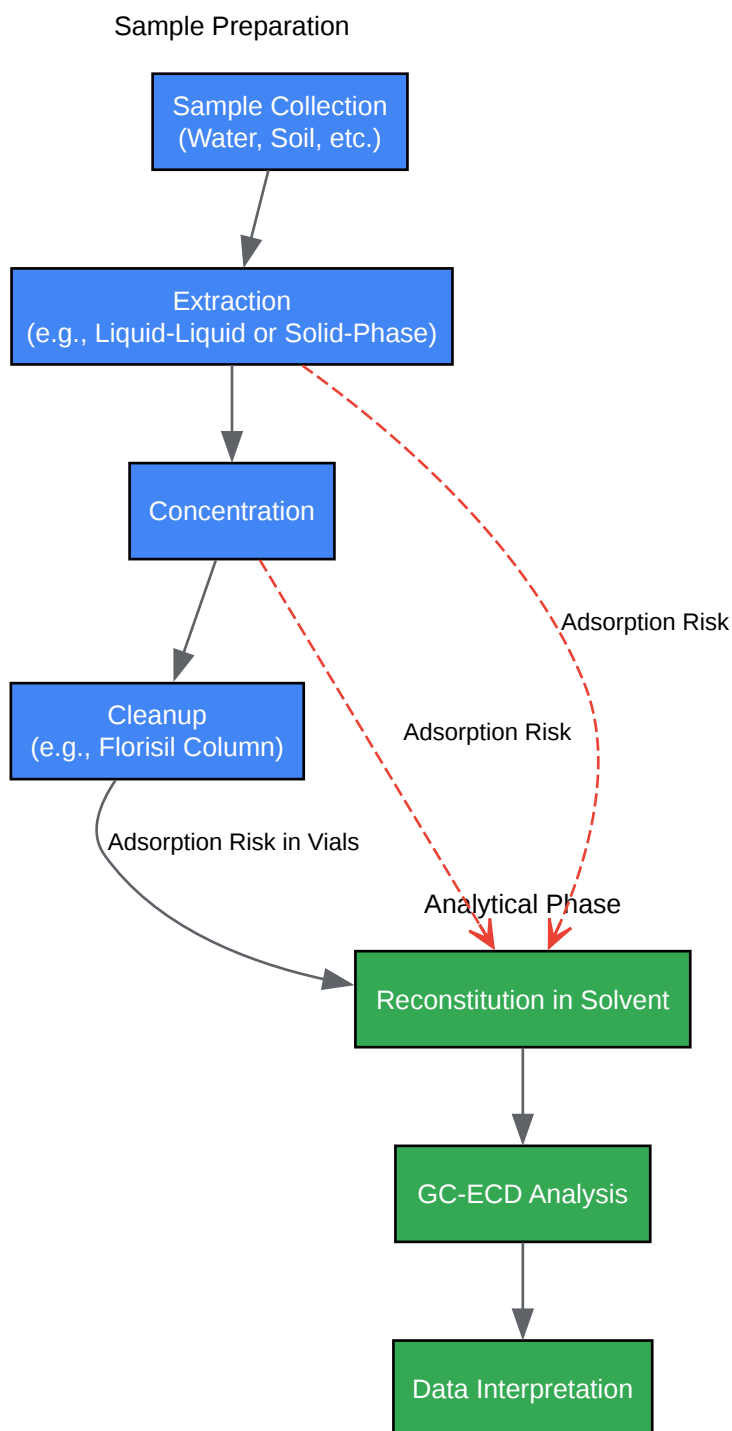 Sample Preparation
Sample Collection
(Water, Soil, etc.)
Extraction
(e.g., Liquid-Liquid or Solid-Phase)
Concentration
Adsorption Risk
Cleanup
(e.g., Florisil Column)
Adsorption Risk
Adsorption Risk in Vials
Analytical Phase
Reconstitution in Solvent
GC-ECD Analysis
Data Interpretation